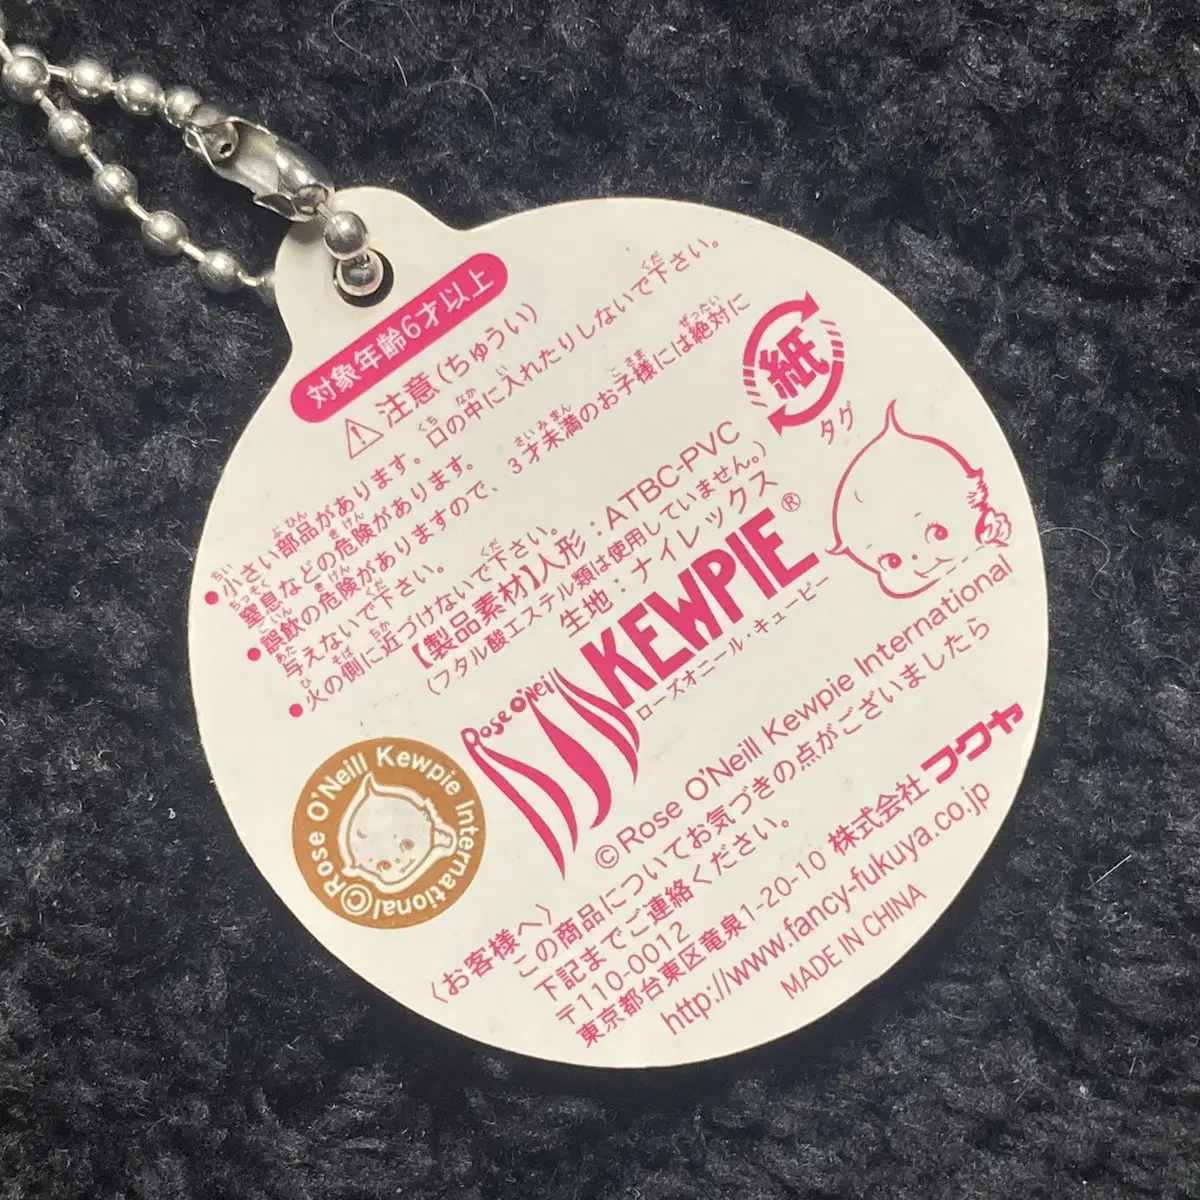 対象年齢6才以上
⚠注意(ちゅうい)
●小さい部品があります。口の中に入れたりしないで下さい。
窒息などの危険があります。
●誤飲の危険がありますので、3才未満のお子様には絶対に
与えないで下さい。
●火の側に近づけないで下さい。
【製品素材】人形：ATBC-PVC
(フタル酸エステル類は使用していません。)
生地：ナイレックス
紙
タグ
Rose O'Neill
KEWPIE®
ローズオニール・キューピー
©Rose O'Neill Kewpie International
©Rose O'Neill Kewpie International
〈お客様へ〉
この商品についてお気づきの点がございましたら
下記までご連絡ください。
〒110-0012
東京都台東区竜泉1-20-10 株式会社フクヤ
http://www.fancy-fukuya.co.jp
MADE IN CHINA